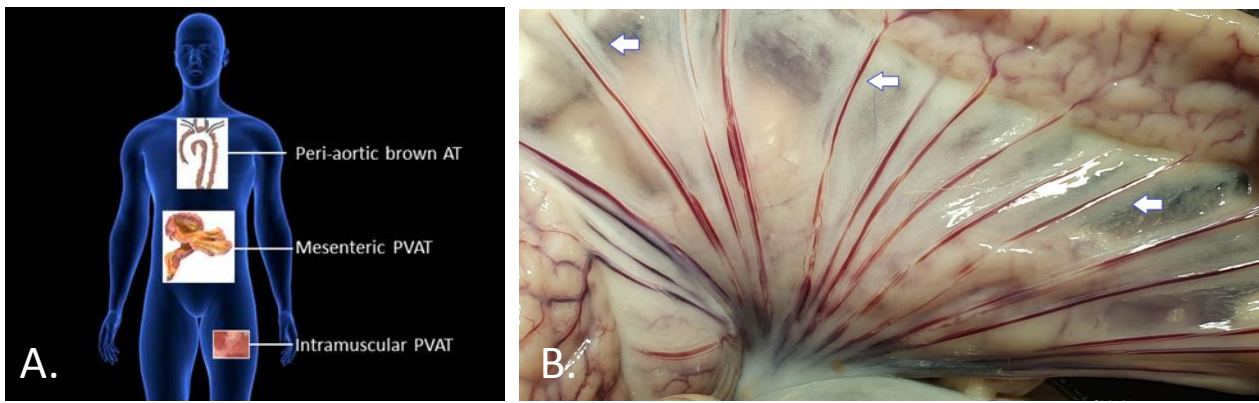 Peri-aortic brown AT
Mesenteric PVAT
Intramuscular PVAT
A.
B.